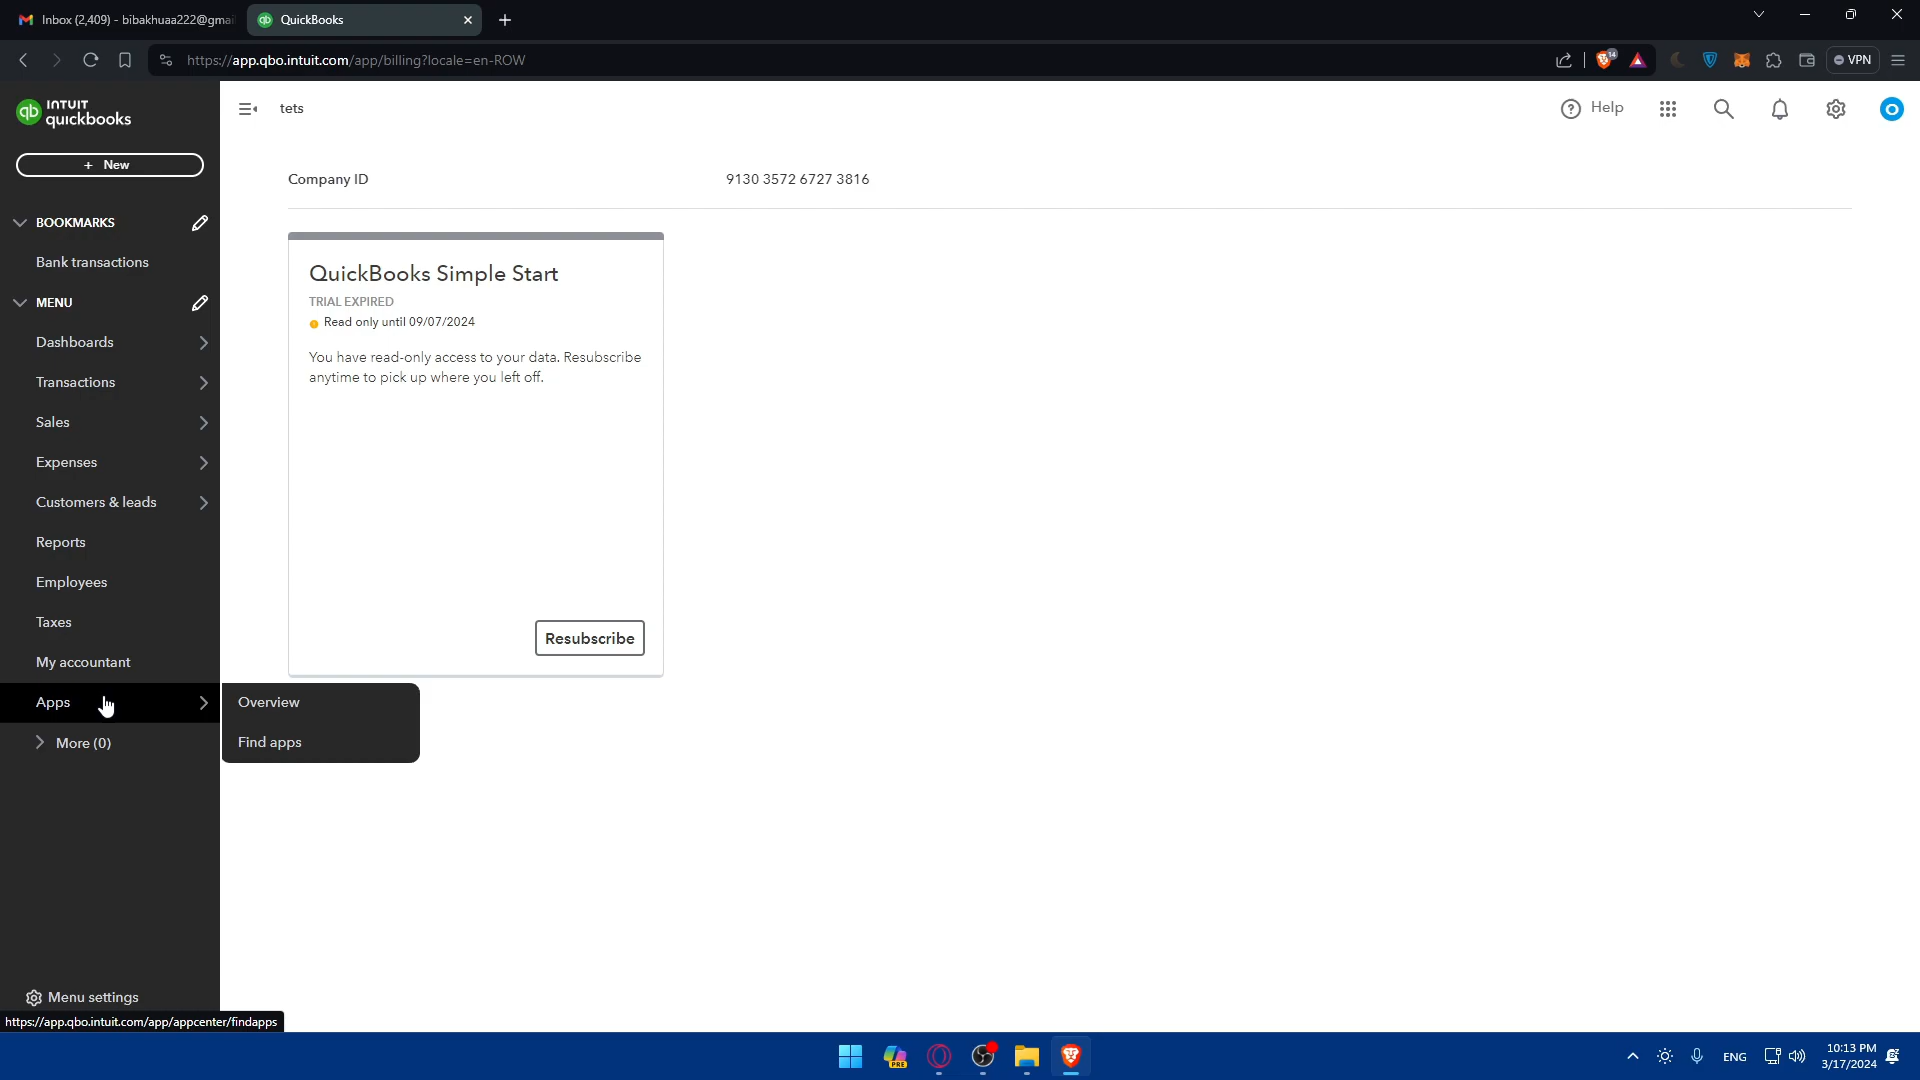 Inbox (2,409) - bibakhuaa222@gmai
QuickBooks
https://app.qbo.intuit.com/app/billing?locale=en-ROW
14
VPN
qb INTUIT quickbooks
tets
Help
+ New
Company ID 9130 3572 6727 3816
BOOKMARKS
Bank transactions
MENU
Dashboards
Transactions
Sales
Expenses
Customers & leads
Reports
Employees
Taxes
My accountant
Apps
More (0)
Overview
Find apps
QuickBooks Simple Start
TRIAL EXPIRED
Read only until 09/07/2024
You have read-only access to your data. Resubscribe
anytime to pick up where you left off.
Resubscribe
Menu settings
https://app.qbo.intuit.com/app/appcenter/findapps
PRE
ENG
10:13 PM
3/17/2024